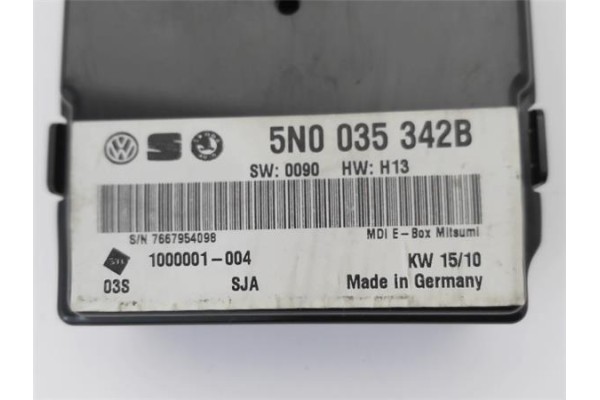 5N0 035 342B
SW: 0090 HW: H13
S/N 7667954098 MDI E-Box Mitsumi
1000001-004 KW 15/10
03S SJA Made in Germany